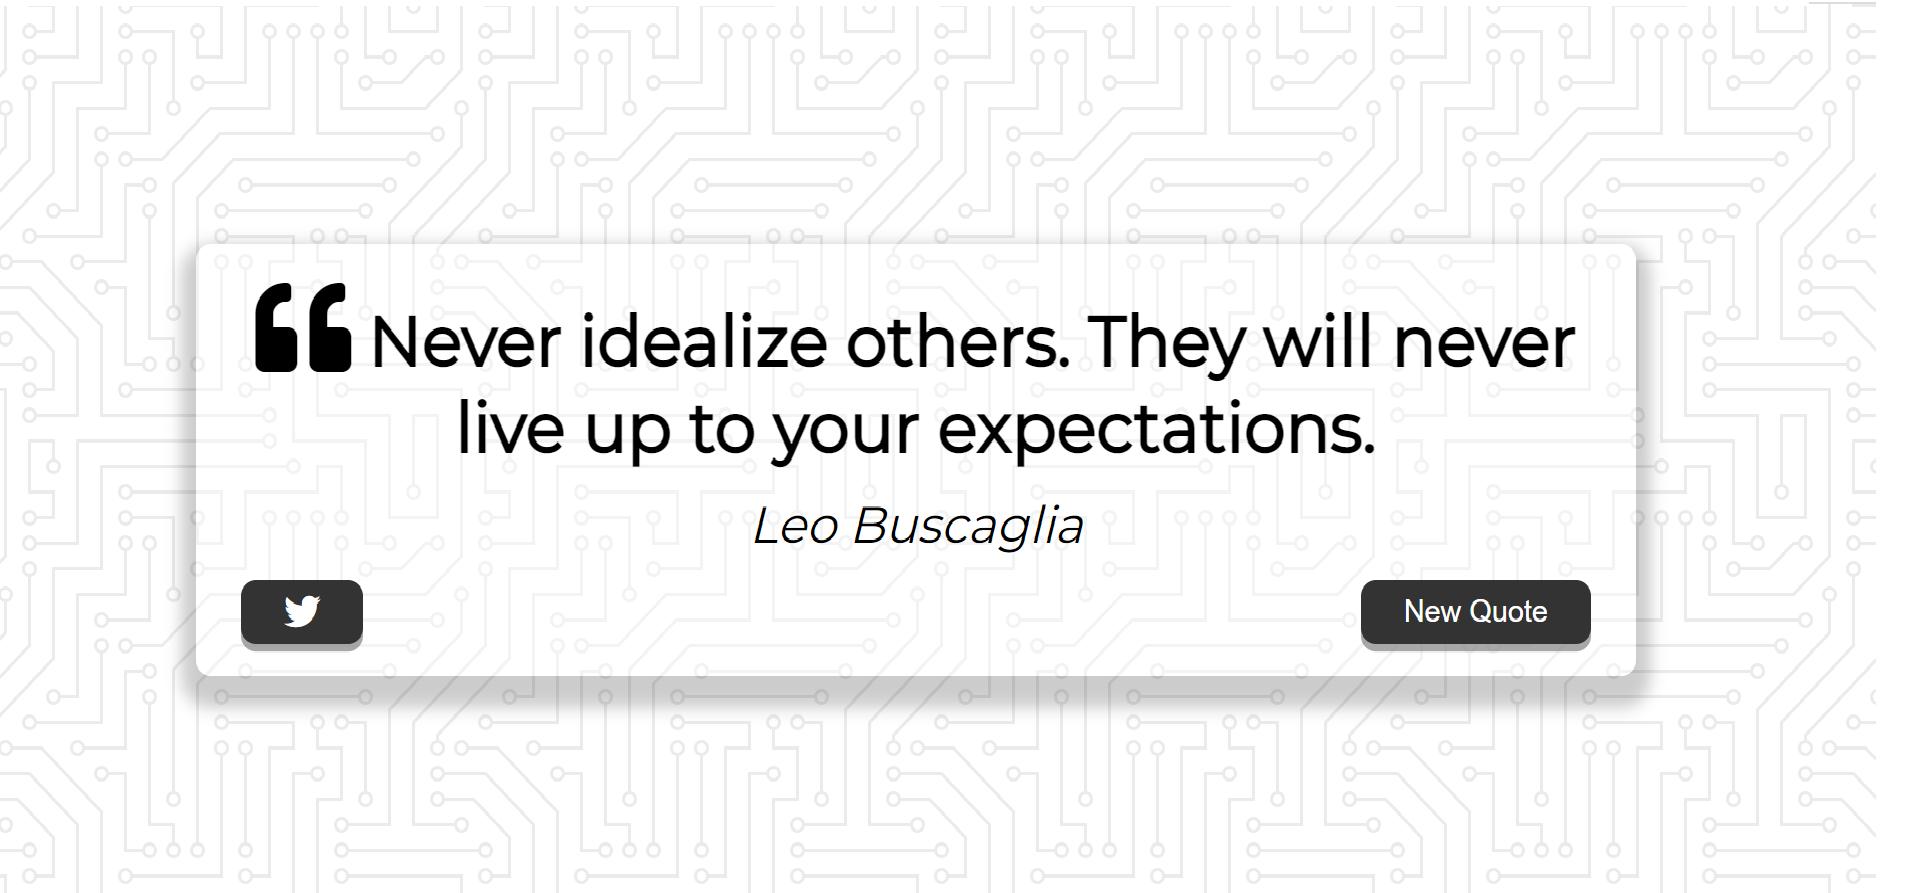 “ Never idealize others. They will never
live up to your expectations.
Leo Buscaglia
New Quote